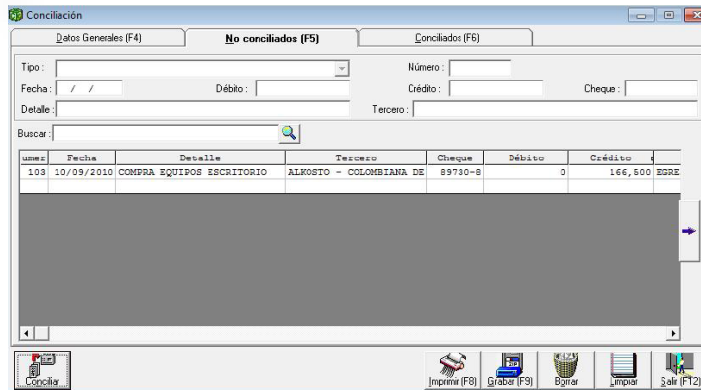 Conciliación
Datos Generales (F4) No conciliados (F5) Conciliados (F6)
Tipo : Número :
Fecha : / / Débito : Crédito : Cheque :
Detalle : Tercero :
Buscar :
umer Fecha Detalle Tercero Cheque Débito Crédito
103 10/09/2010 COMPRA EQUIPOS ESCRITORIO ALKOSTO - COLOMBIANA DE 89730-8 0 166,500 EGRE
Conciliar Imprimir (F8) Grabar (F9) Borrar Limpiar Salir (F12)